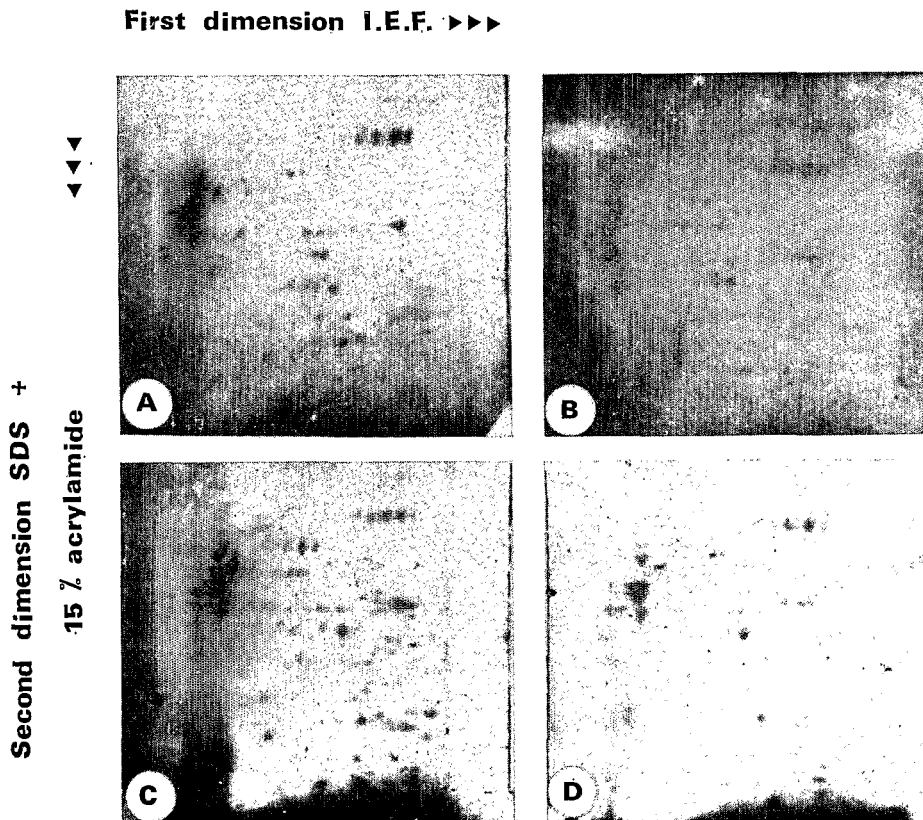 First dimension I.E.F. ►►►
Second dimension SDS +
15 % acrylamide
A
B
C
D